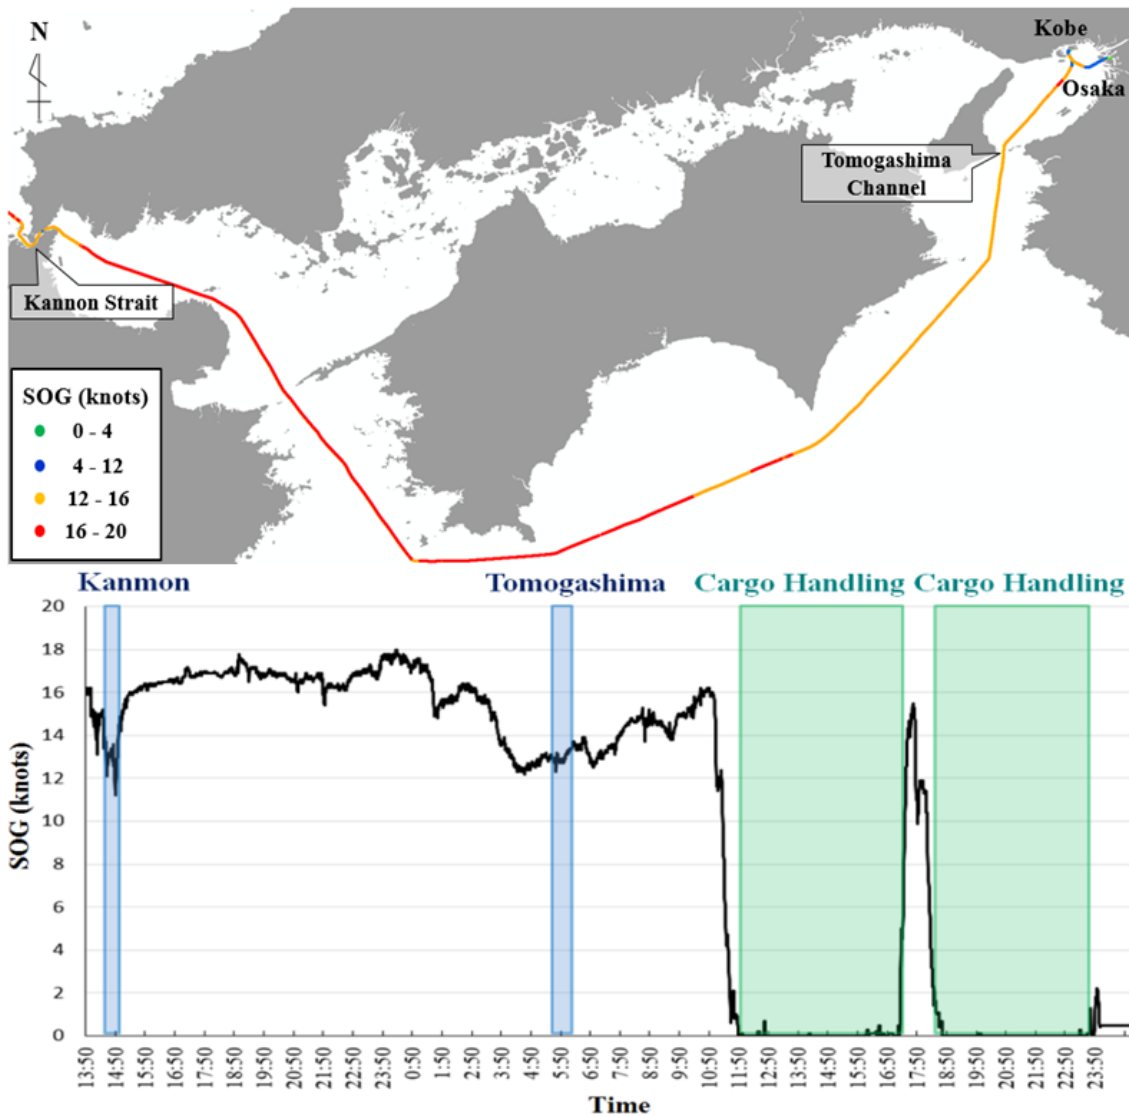 N
Kobe
Osaka
Tomogashima
Channel
Kannon Strait
SOG (knots)
0 - 4
4 - 12
12 - 16
16 - 20
Kanmon
Tomogashima
Cargo Handling
Cargo Handling
20
18
16
14
12
10
8
6
4
2
0
SOG (knots)
13:50
14:50
15:50
16:50
17:50
18:50
19:50
20:50
21:50
22:50
23:50
0:50
1:50
2:50
3:50
4:50
5:50
6:50
7:50
8:50
9:50
10:50
11:50
12:50
13:50
14:50
15:50
16:50
17:50
18:50
19:50
20:50
21:50
22:50
23:50
Time